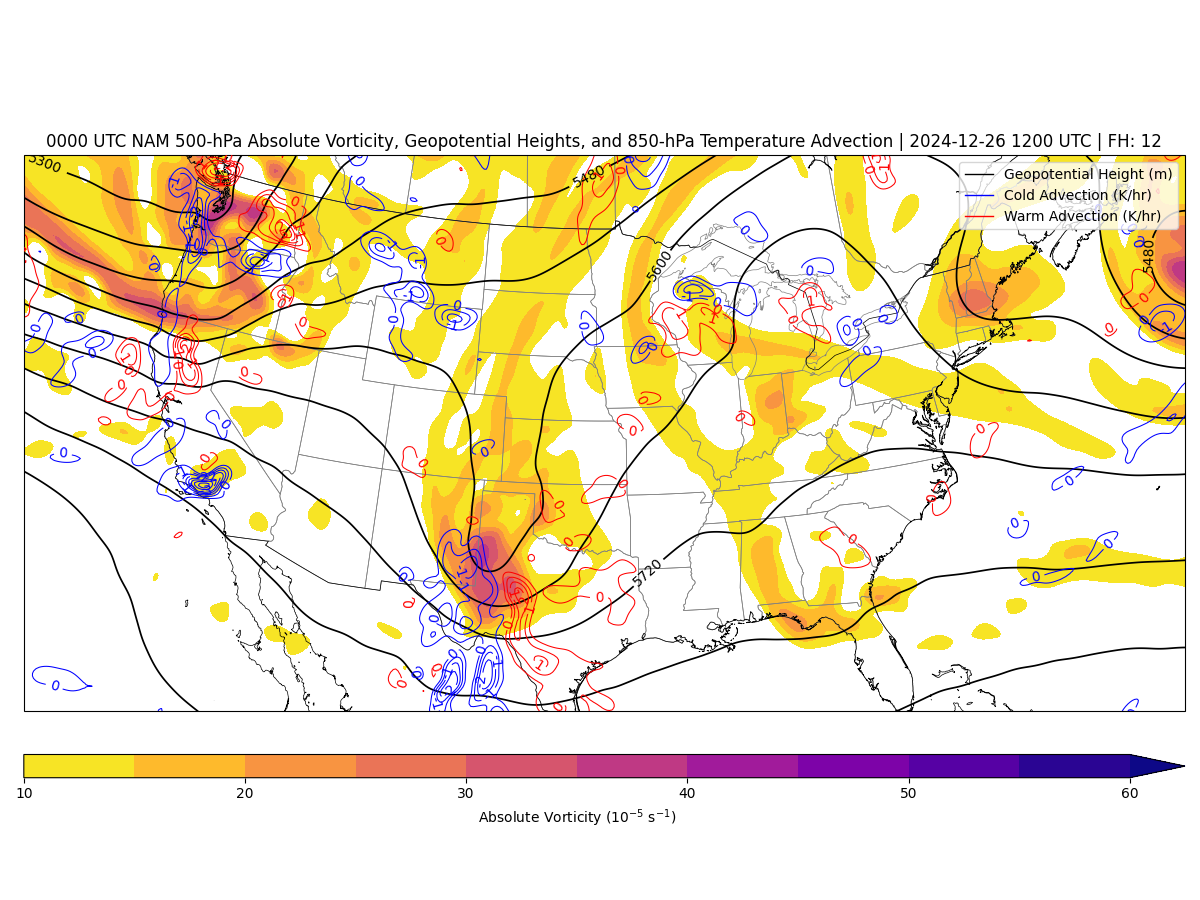 0000 UTC NAM 500-hPa Absolute Vorticity, Geopotential Heights, and 850-hPa Temperature Advection | 2024-12-26 1200 UTC | FH: 12
Geopotential Height (m)
Cold Advection (K/hr)
Warm Advection (K/hr)
5300
5480
5600
5480
5720
10 20 30 40 50 60
Absolute Vorticity (10⁻⁵ s⁻¹)